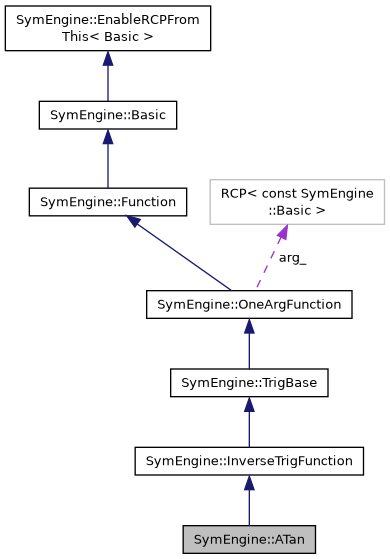 SymEngine::EnableRCPFrom
This< Basic >
SymEngine::Basic
SymEngine::Function
RCP< const SymEngine
::Basic >
arg_
SymEngine::OneArgFunction
SymEngine::TrigBase
SymEngine::InverseTrigFunction
SymEngine::ATan